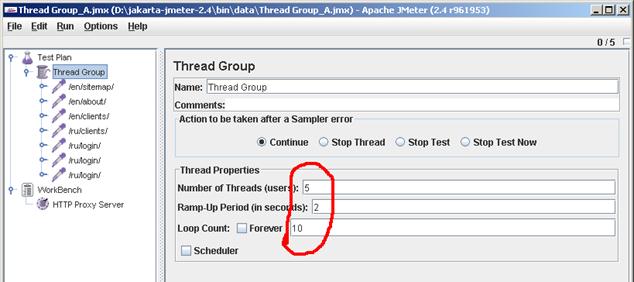 Thread Group_A.jmx (D:\jakarta-jmeter-2.4\bin\data\Thread Group_A.jmx) - Apache JMeter (2.4 r961953)
File Edit Run Options Help
0 / 5
Test Plan
Thread Group
/en/sitemap/
/en/about/
/en/clients/
/ru/clients/
/ru/login/
/ru/login/
/ru/login/
WorkBench
HTTP Proxy Server
Thread Group
Name: Thread Group
Comments:
Action to be taken after a Sampler error
Continue Stop Thread Stop Test Stop Test Now
Thread Properties
Number of Threads (users): 5
Ramp-Up Period (in seconds): 2
Loop Count: Forever 10
Scheduler